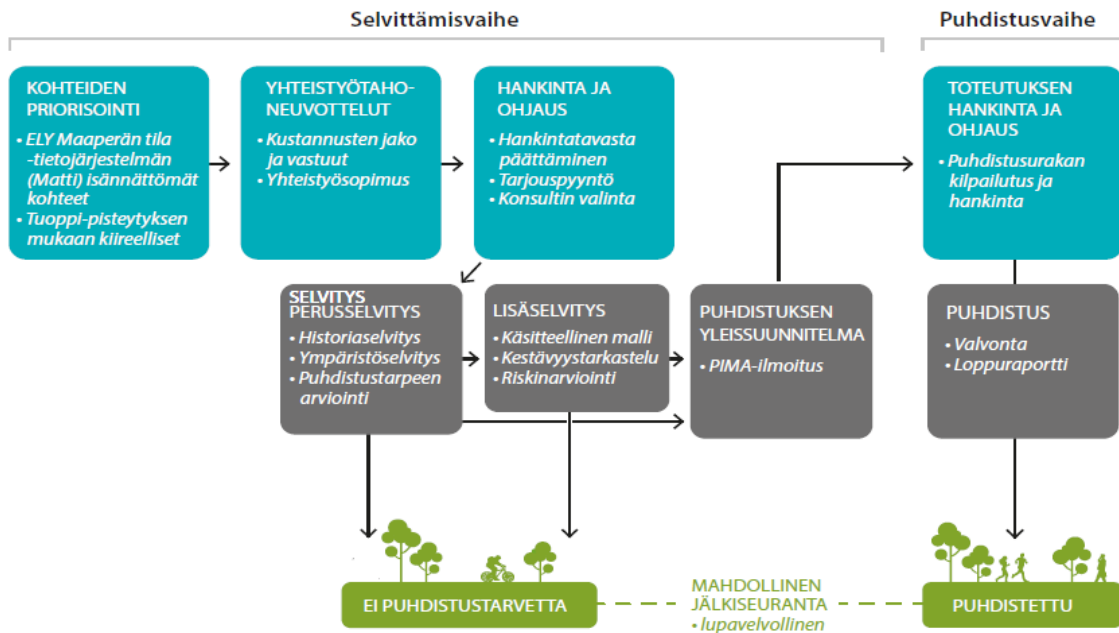 Selvittämisvaihe
Puhdistusvaihe
KOHTEIDEN
PRIORISOINTI
• ELY Maaperän tila
-tietojärjestelmän
(Matti) isännättömät
kohteet
• Tuoppi-pisteytyksen
mukaan kiireelliset
YHTEISTYÖTAHO-
NEUVOTTELUT
• Kustannusten jako
ja vastuut
• Yhteistyösopimus
HANKINTA JA
OHJAUS
• Hankintatavasta
päättäminen
• Tarjouspyyntö
• Konsultin valinta
TOTEUTUKSEN
HANKINTA JA
OHJAUS
• Puhdistusurakan
kilpailutus ja
hankinta
SELVITYS
PERUSSELVITYS
• Historiaselvitys
• Ympäristöselvitys
• Puhdistustarpeen
arviointi
LISÄSELVITYS
• Käsitteellinen malli
• Kestävyystarkastelu
• Riskinarviointi
PUHDISTUKSEN
YLEISSUUNNITELMA
• PIMA-ilmoitus
PUHDISTUS
• Valvonta
• Loppuraportti
EI PUHDISTUSTARVETTA
MAHDOLLINEN
JÄLKISEURANTA
• lupavelvollinen
PUHDISTETTU